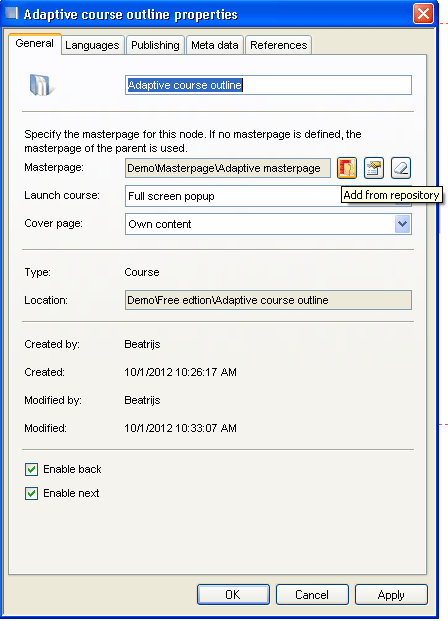 Adaptive course outline properties
General Languages Publishing Meta data References
Adaptive course outline
Specify the masterpage for this node. If no masterpage is defined, the
masterpage of the parent is used.
Masterpage: Demo\Masterpage\Adaptive masterpage
Add from repository
Launch course: Full screen popup
Cover page: Own content
Type: Course
Location: Demo\Free edtion\Adaptive course outline
Created by: Beatrijs
Created: 10/1/2012 10:26:17 AM
Modified by: Beatrijs
Modified: 10/1/2012 10:33:07 AM
Enable back
Enable next
OK Cancel Apply